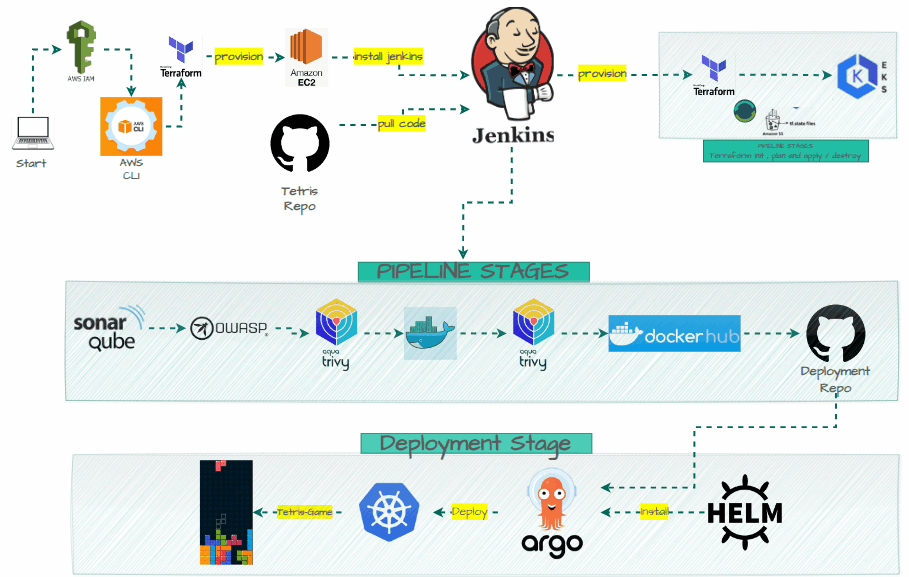 AWS IAM
Start
AWS
CLI
AWS
CLI
Terraform
provision
Amazon
EC2
install jenkins
Tetris
Repo
pull code
Jenkins
provision
Terraform
Amazon S3
tf.state files
EKS
PIPELINE STAGES
Terraform init , plan and apply / destroy
PIPELINE STAGES
sonar
qube
OWASP
aqua
trivy
aqua
trivy
docker hub
Deployment
Repo
Deployment Stage
Tetris-Game
Deploy
argo
install
HELM